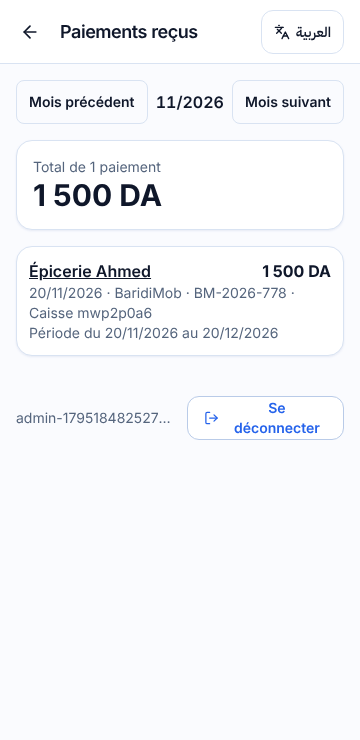 Paiements reçus
العربية
Mois précédent
11/2026
Mois suivant
Total de 1 paiement
1 500 DA
Épicerie Ahmed
1 500 DA
20/11/2026 · BaridiMob · BM-2026-778 ·
Caisse mwp2p0a6
Période du 20/11/2026 au 20/12/2026
admin-179518482527...
Se
déconnecter